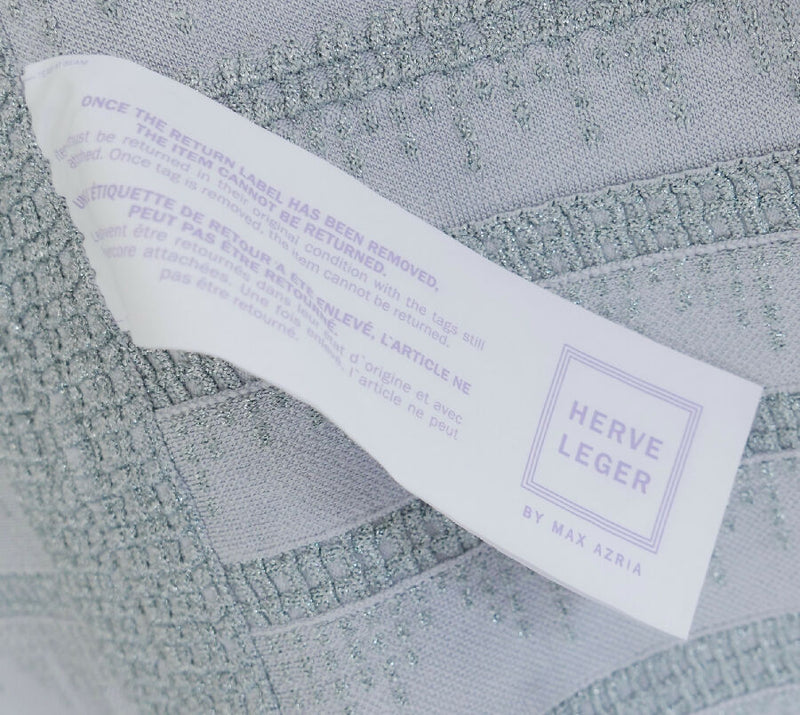 ONCE THE RETURN LABEL HAS BEEN REMOVED,
THE ITEM CANNOT BE RETURNED.
must be returned in their original condition with the tags still
Once tag is removed, the item cannot be returned.
ÉTIQUETTE DE RETOUR A ÉTÉ ENLEVÉ, L'ARTICLE NE
PEUT PAS ÊTRE RETOURNÉ.
être retournés dans leur état d'origine et avec
attachées. Une fois enlevé, l'article ne peut
pas être retourné.
HERVE
LEGER
BY MAX AZRIA